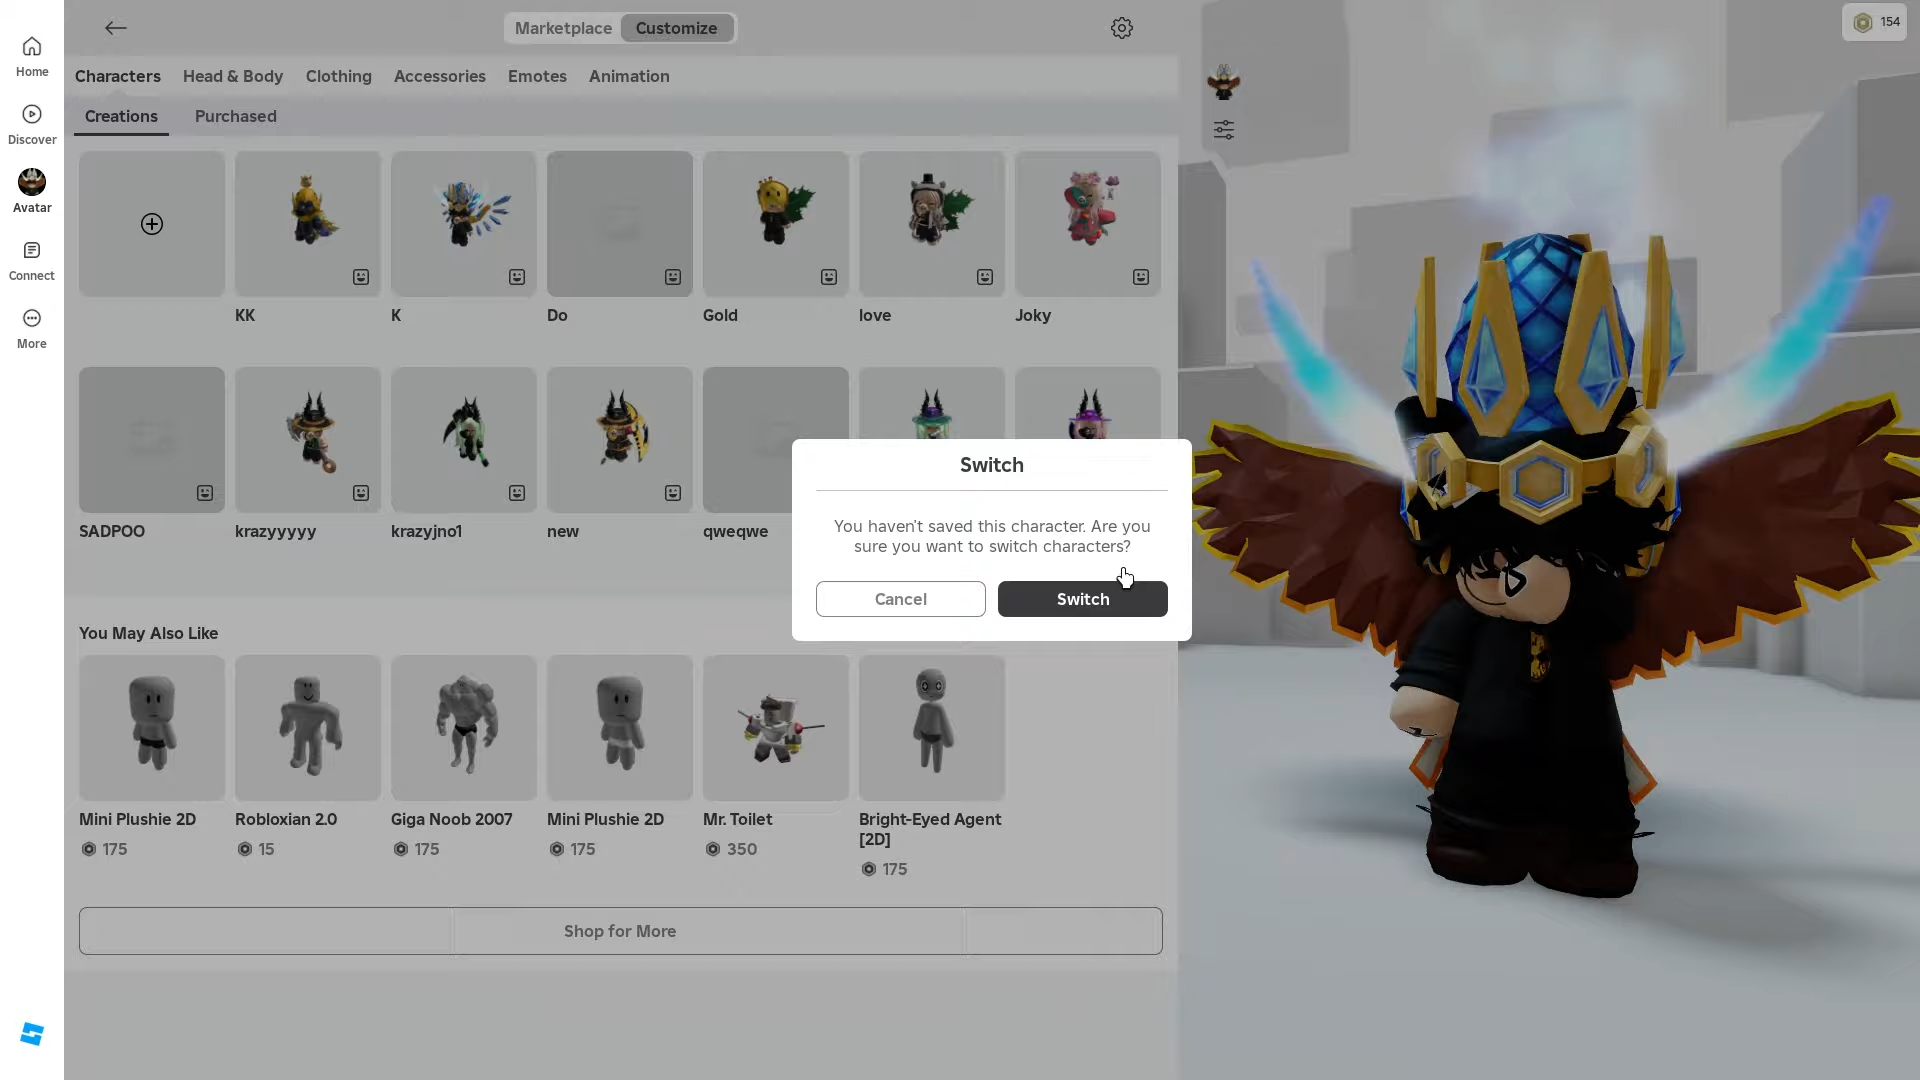 Marketplace
Customize
154
Home
Discover
Avatar
Connect
More
Characters
Head & Body
Clothing
Accessories
Emotes
Animation
Creations
Purchased
KK
K
Do
Gold
love
Joky
SADPOO
krazyyyyy
krazyjno1
new
qweqwe
Switch
You haven't saved this character. Are you
sure you want to switch characters?
Cancel
Switch
You May Also Like
Mini Plushie 2D
175
Robloxian 2.0
15
Giga Noob 2007
175
Mini Plushie 2D
175
Mr. Toilet
350
Bright-Eyed Agent
[2D]
175
Shop for More